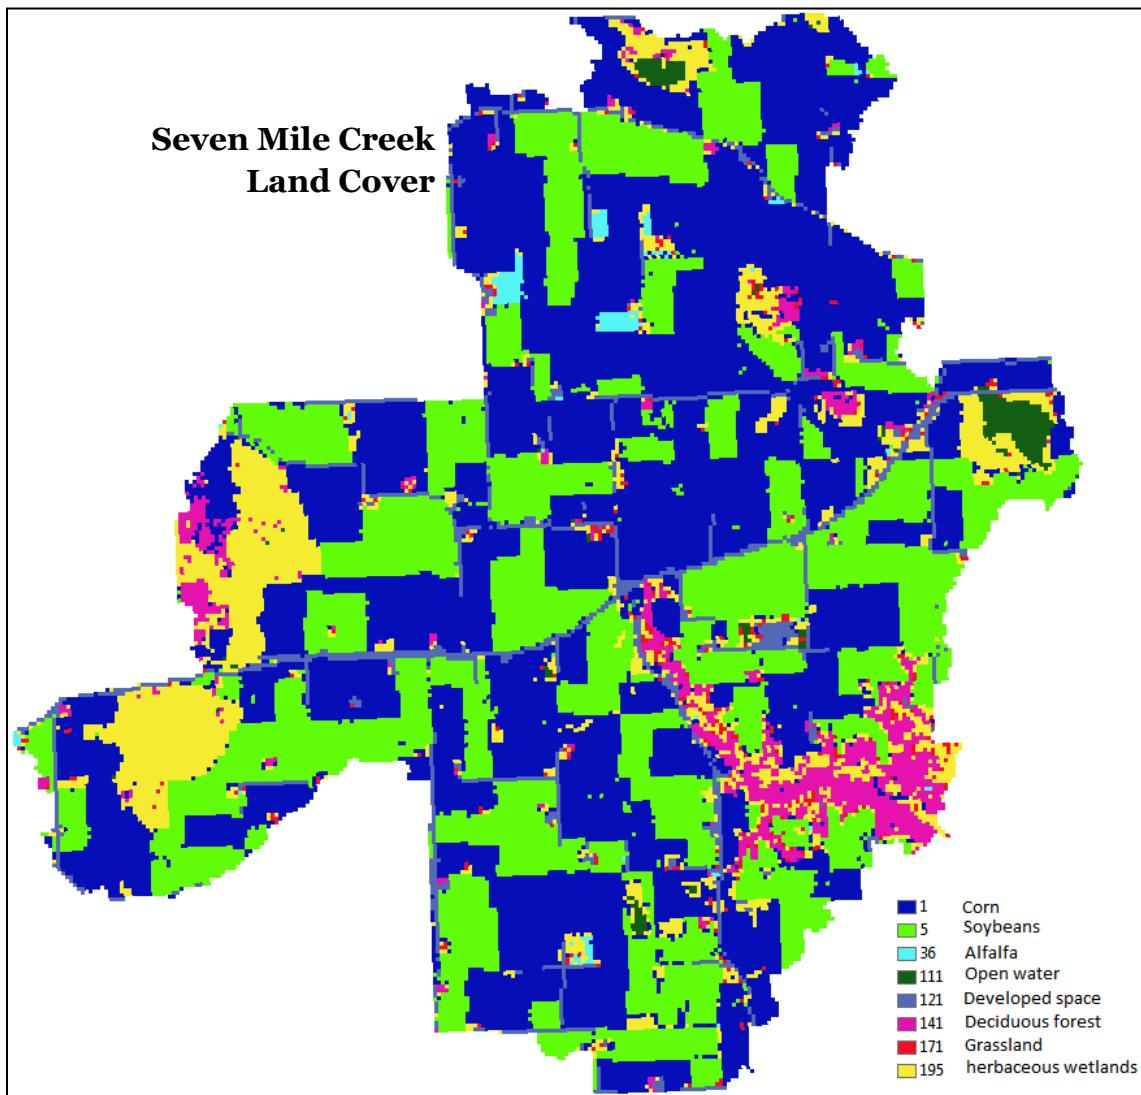 Seven Mile Creek
Land Cover
1 Corn
5 Soybeans
36 Alfalfa
111 Open water
121 Developed space
141 Deciduous forest
171 Grassland
195 herbaceous wetlands